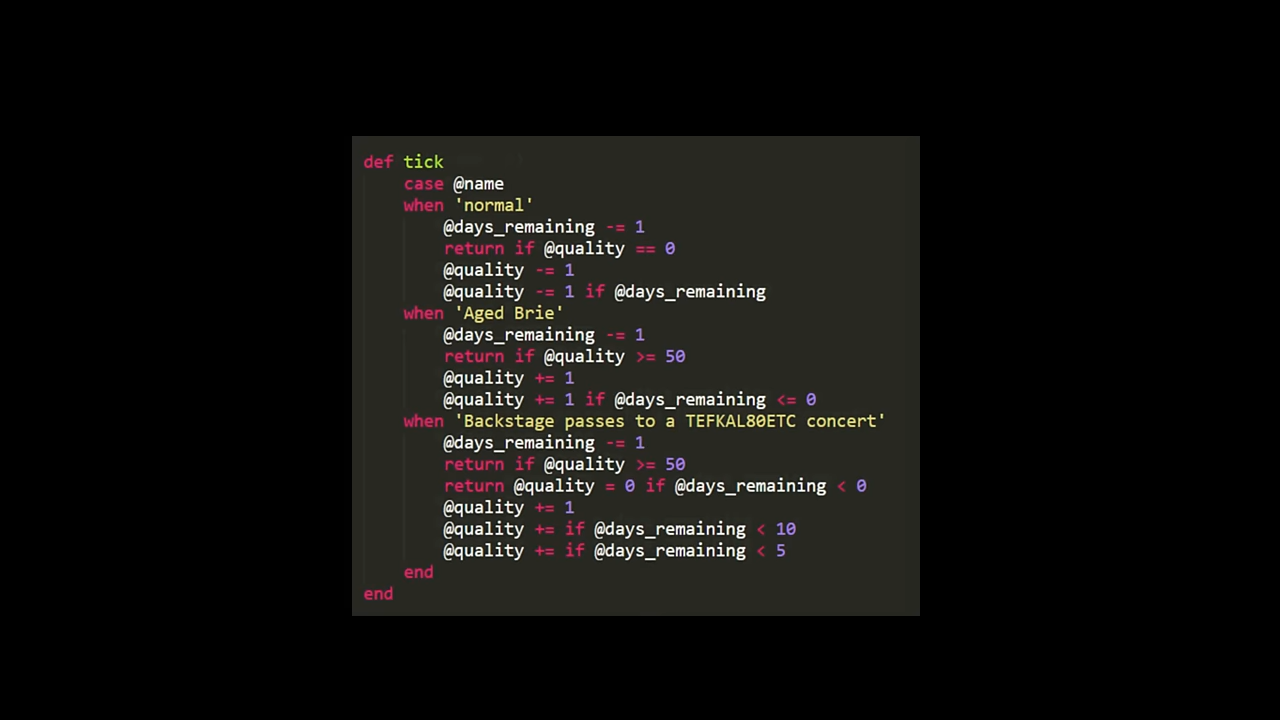 def tick
case @name
when 'normal'
@days_remaining -= 1
return if @quality == 0
@quality -= 1
@quality -= 1 if @days_remaining
when 'Aged Brie'
@days_remaining -= 1
return if @quality >= 50
@quality += 1
@quality += 1 if @days_remaining <= 0
when 'Backstage passes to a TEFKAL80ETC concert'
@days_remaining -= 1
return if @quality >= 50
return @quality = 0 if @days_remaining < 0
@quality += 1
@quality += if @days_remaining < 10
@quality += if @days_remaining < 5
end
end